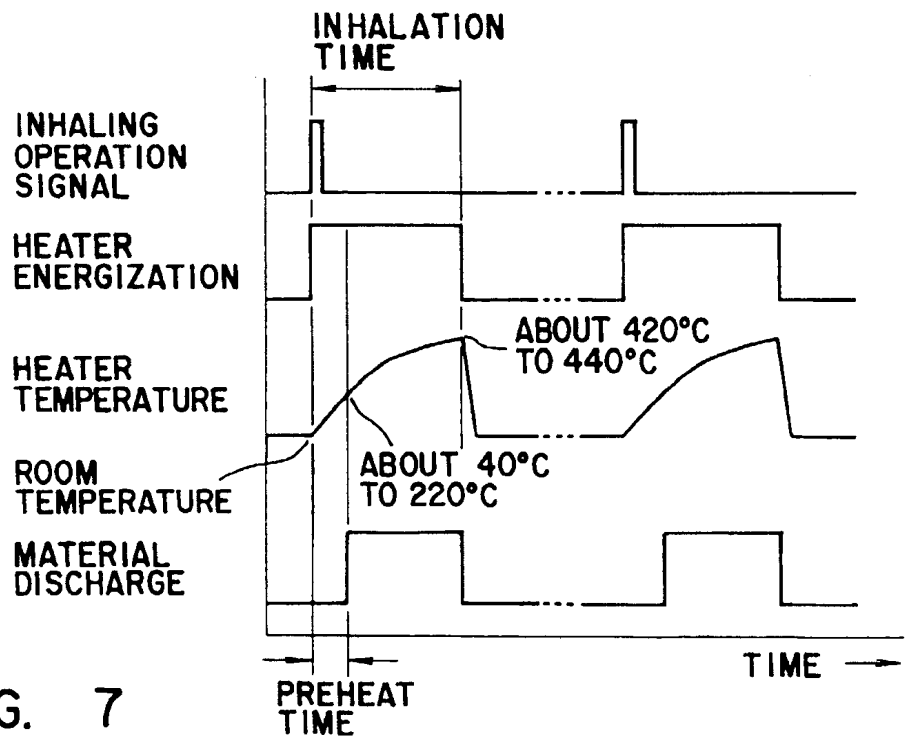 INHALATION
TIME
INHALING
OPERATION
SIGNAL
HEATER
ENERGIZATION
ABOUT 420°C
TO 440°C
HEATER
TEMPERATURE
ABOUT 40°C
TO 220°C
ROOM
TEMPERATURE
MATERIAL
DISCHARGE
TIME
PREHEAT
TIME
G. 7